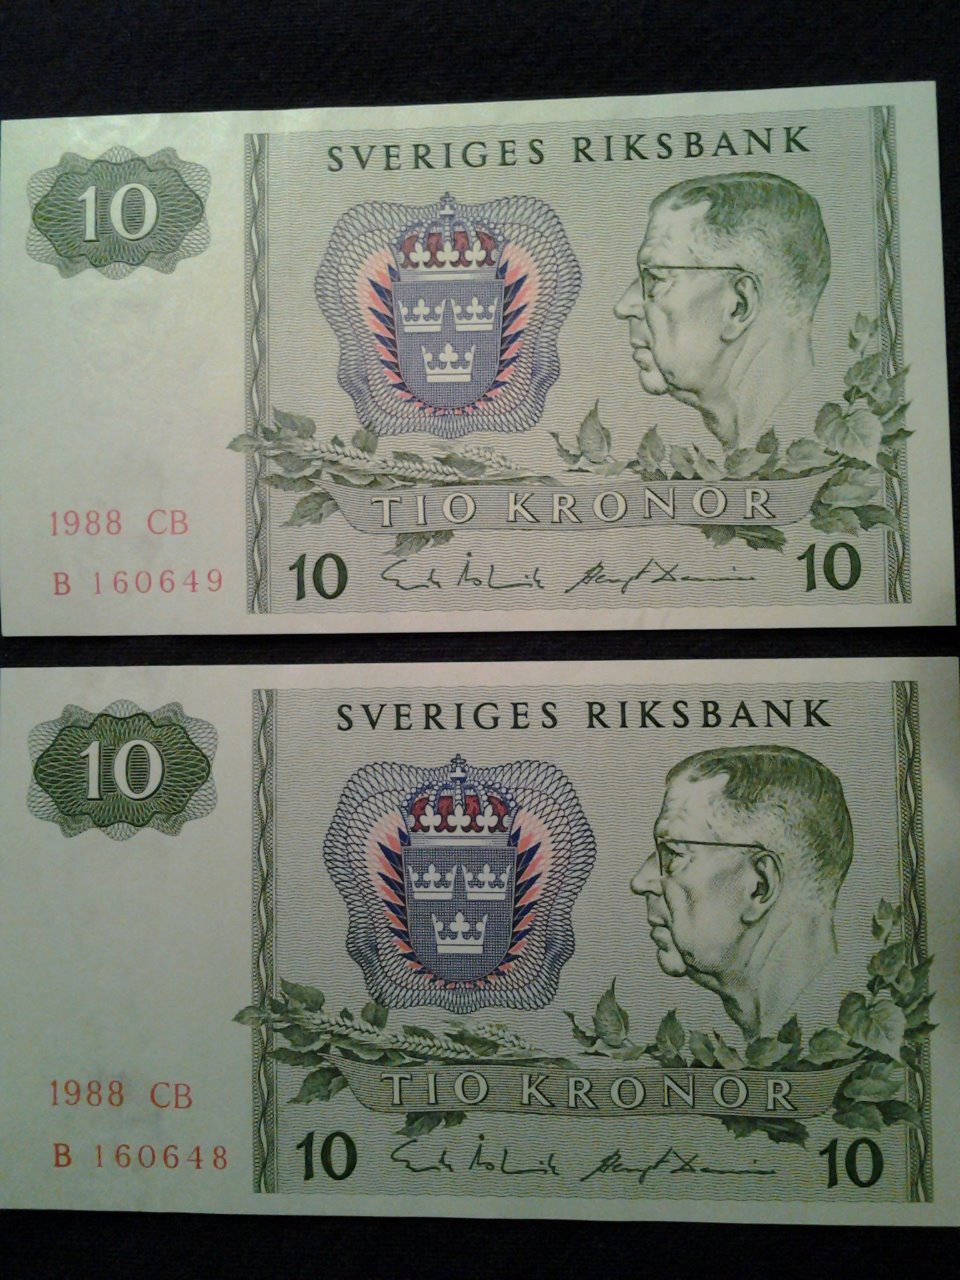 SVERIGES RIKSBANK
10
TIO KRONOR
1988 CB
B 160649
10
10
SVERIGES RIKSBANK
10
TIO KRONOR
1988 CB
B 160648
10
10